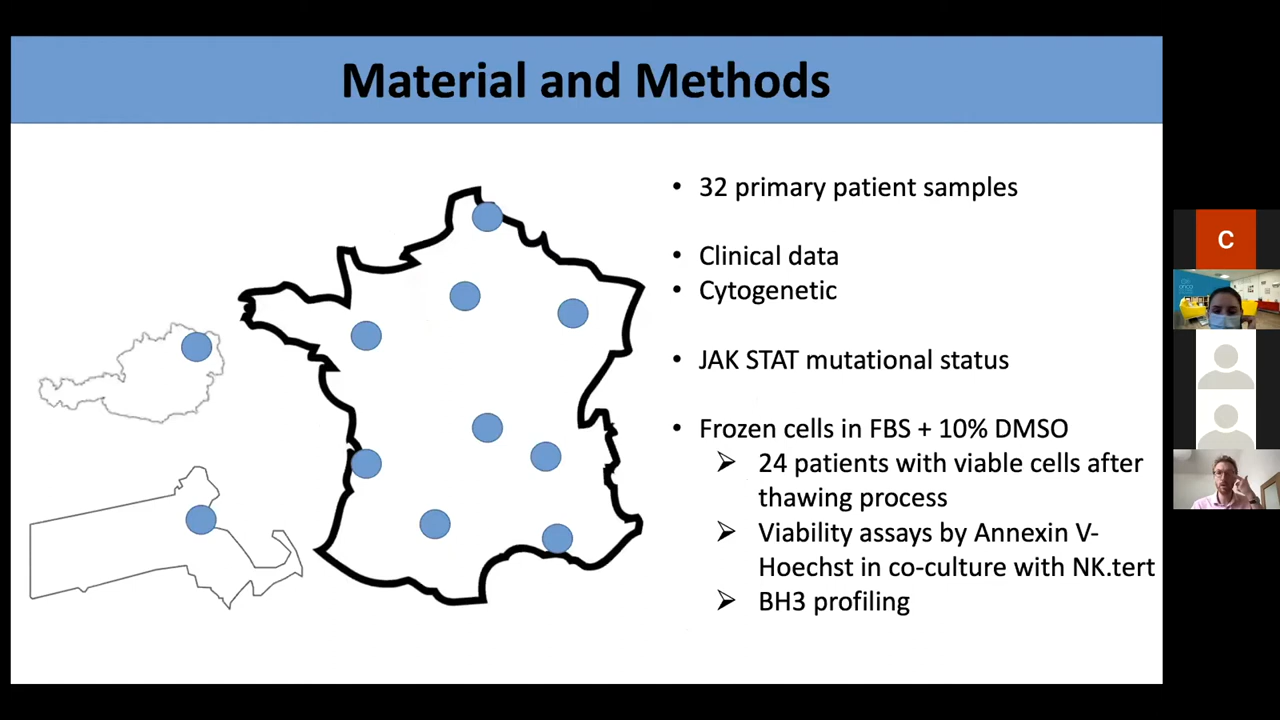 Material and Methods
• 32 primary patient samples
• Clinical data
• Cytogenetic
• JAK STAT mutational status
• Frozen cells in FBS + 10% DMSO
➢ 24 patients with viable cells after
thawing process
➢ Viability assays by Annexin V-
Hoechst in co-culture with NK.tert
➢ BH3 profiling
C